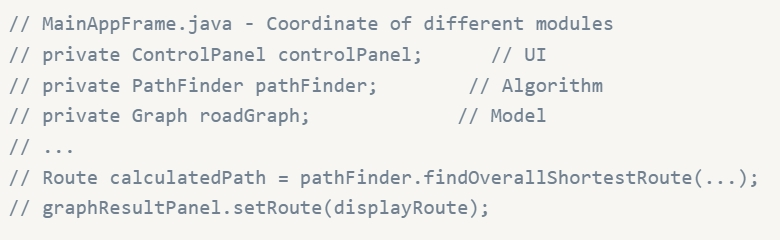 // MainAppFrame.java - Coordinate of different modules
// private ControlPanel controlPanel;      // UI
// private PathFinder pathFinder;        // Algorithm
// private Graph roadGraph;             // Model
// ...
// Route calculatedPath = pathFinder.findOverallShortestRoute(...);
// graphResultPanel.setRoute(displayRoute);